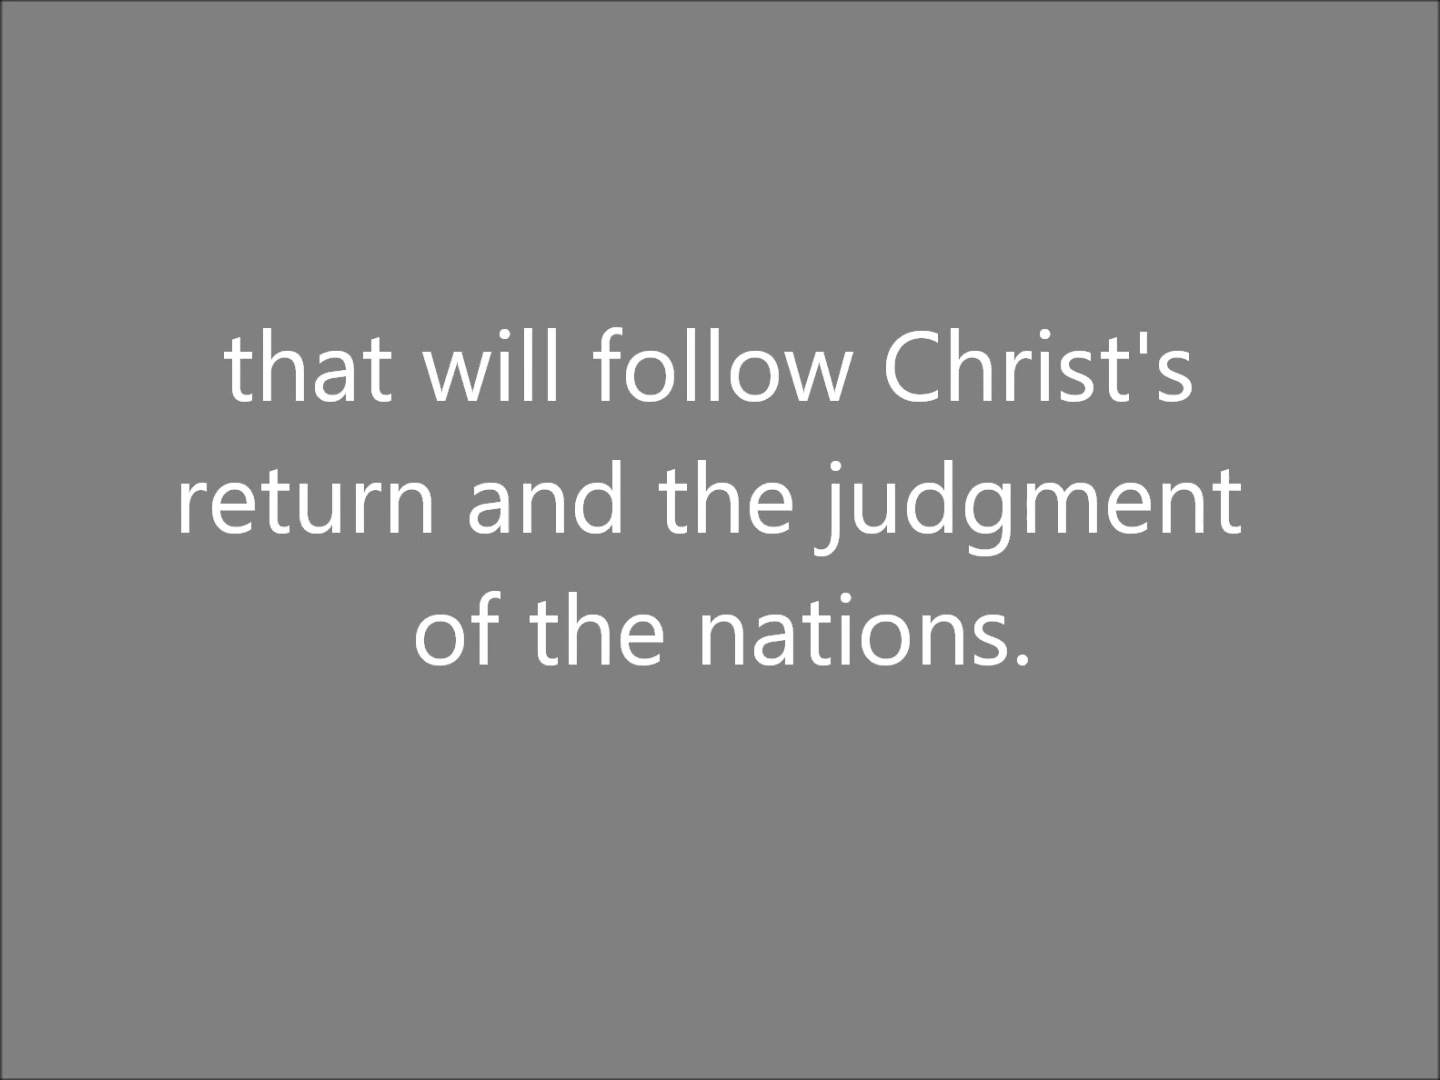 that will follow Christ's
return and the judgment
of the nations.